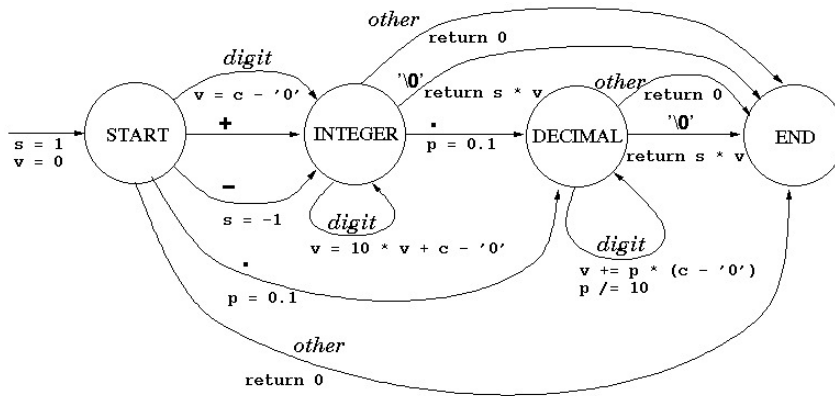 other
return 0
digit
v = c - '0'
'\0'
return s * v
other
return 0
START
+
INTEGER
.
p = 0.1
DECIMAL
'\0'
return s * v
END
s = 1
v = 0
-
s = -1
digit
v = 10 * v + c - '0'
digit
v += p * (c - '0')
p /= 10
.
p = 0.1
other
return 0